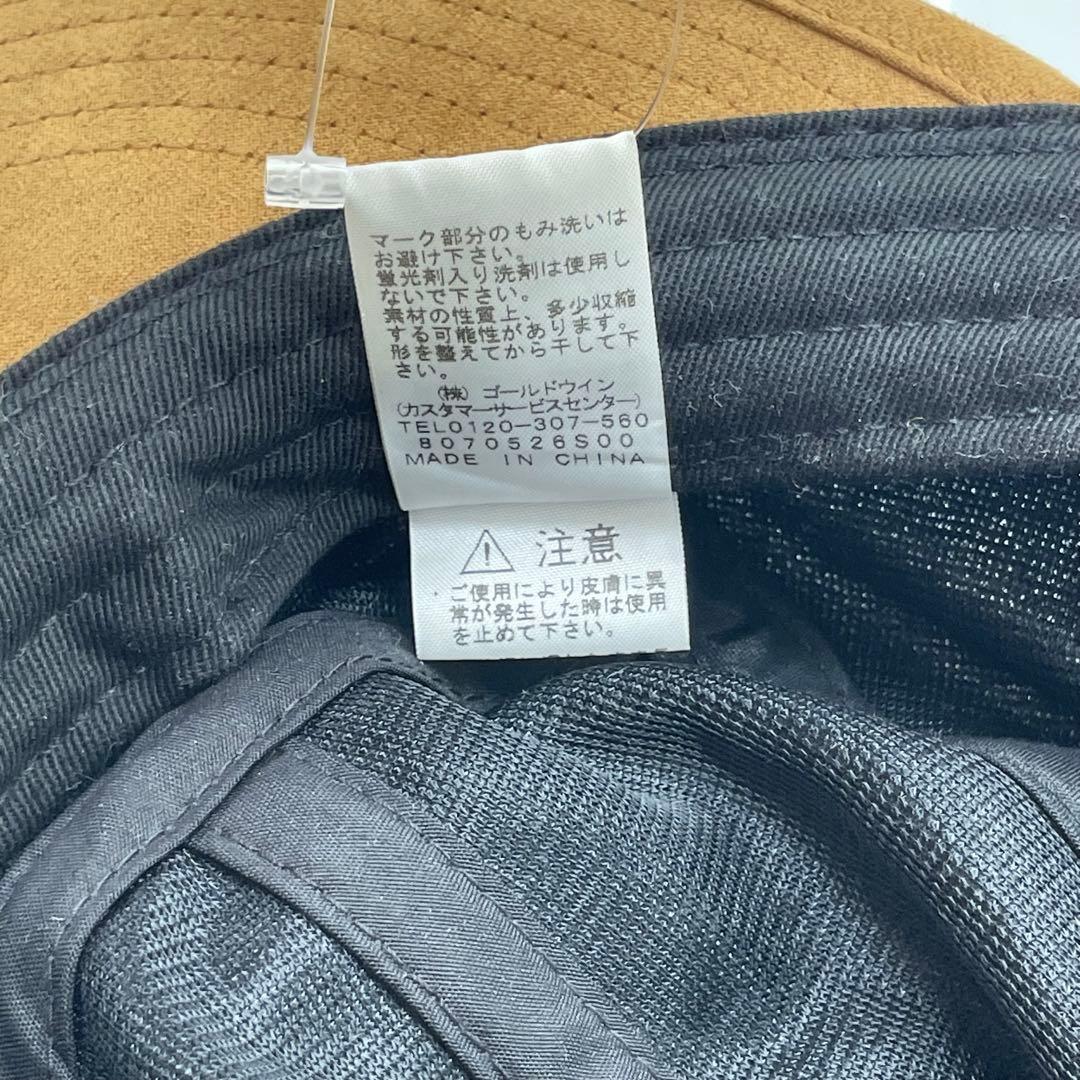 マーク部分のもみ洗いは
お避け下さい。
蛍光剤入り洗剤は使用し
ないで下さい。
素材の性質上、多少収縮
する可能性があります。
形を整えてから干して下
さい。
(株) ゴールドウイン
(カスタマーサービスセンター)
TEL0120-307-560
8070526S00
MADE IN CHINA
注意
ご使用により皮膚に異
常が発生した時は使用
を止めて下さい。